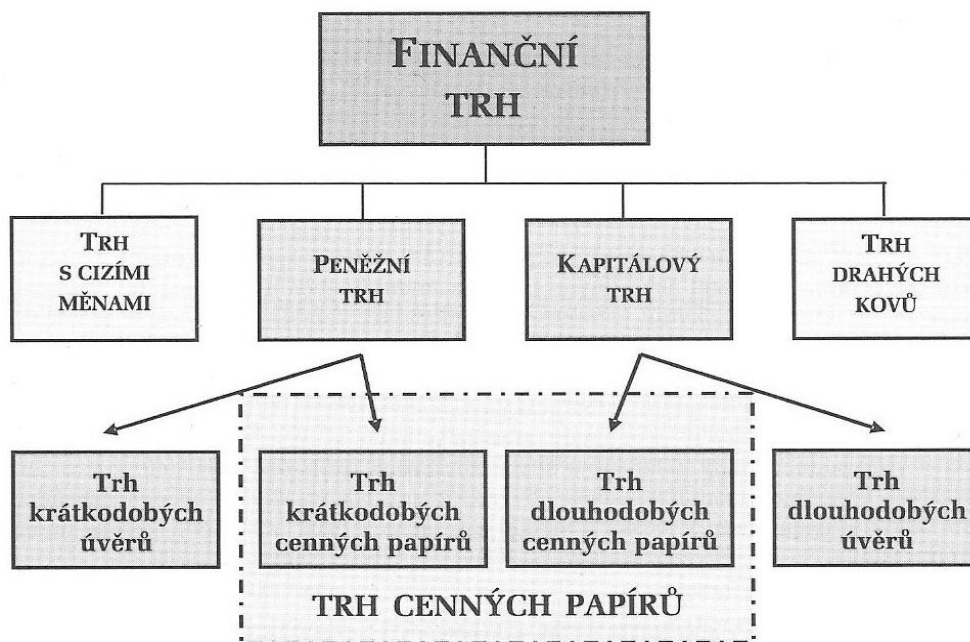 FINANČNÍ
TRH
TRH
S CIZÍMI
MĚNAMI
PENĚŽNÍ
TRH
KAPITÁLOVÝ
TRH
TRH
DRAHÝCH
KOVŮ
Trh
krátkodobých
úvěrů
Trh
krátkodobých
cenných papírů
Trh
dlouhodobých
cenných papírů
Trh
dlouhodobých
úvěrů
TRH CENNÝCH PAPÍRŮ